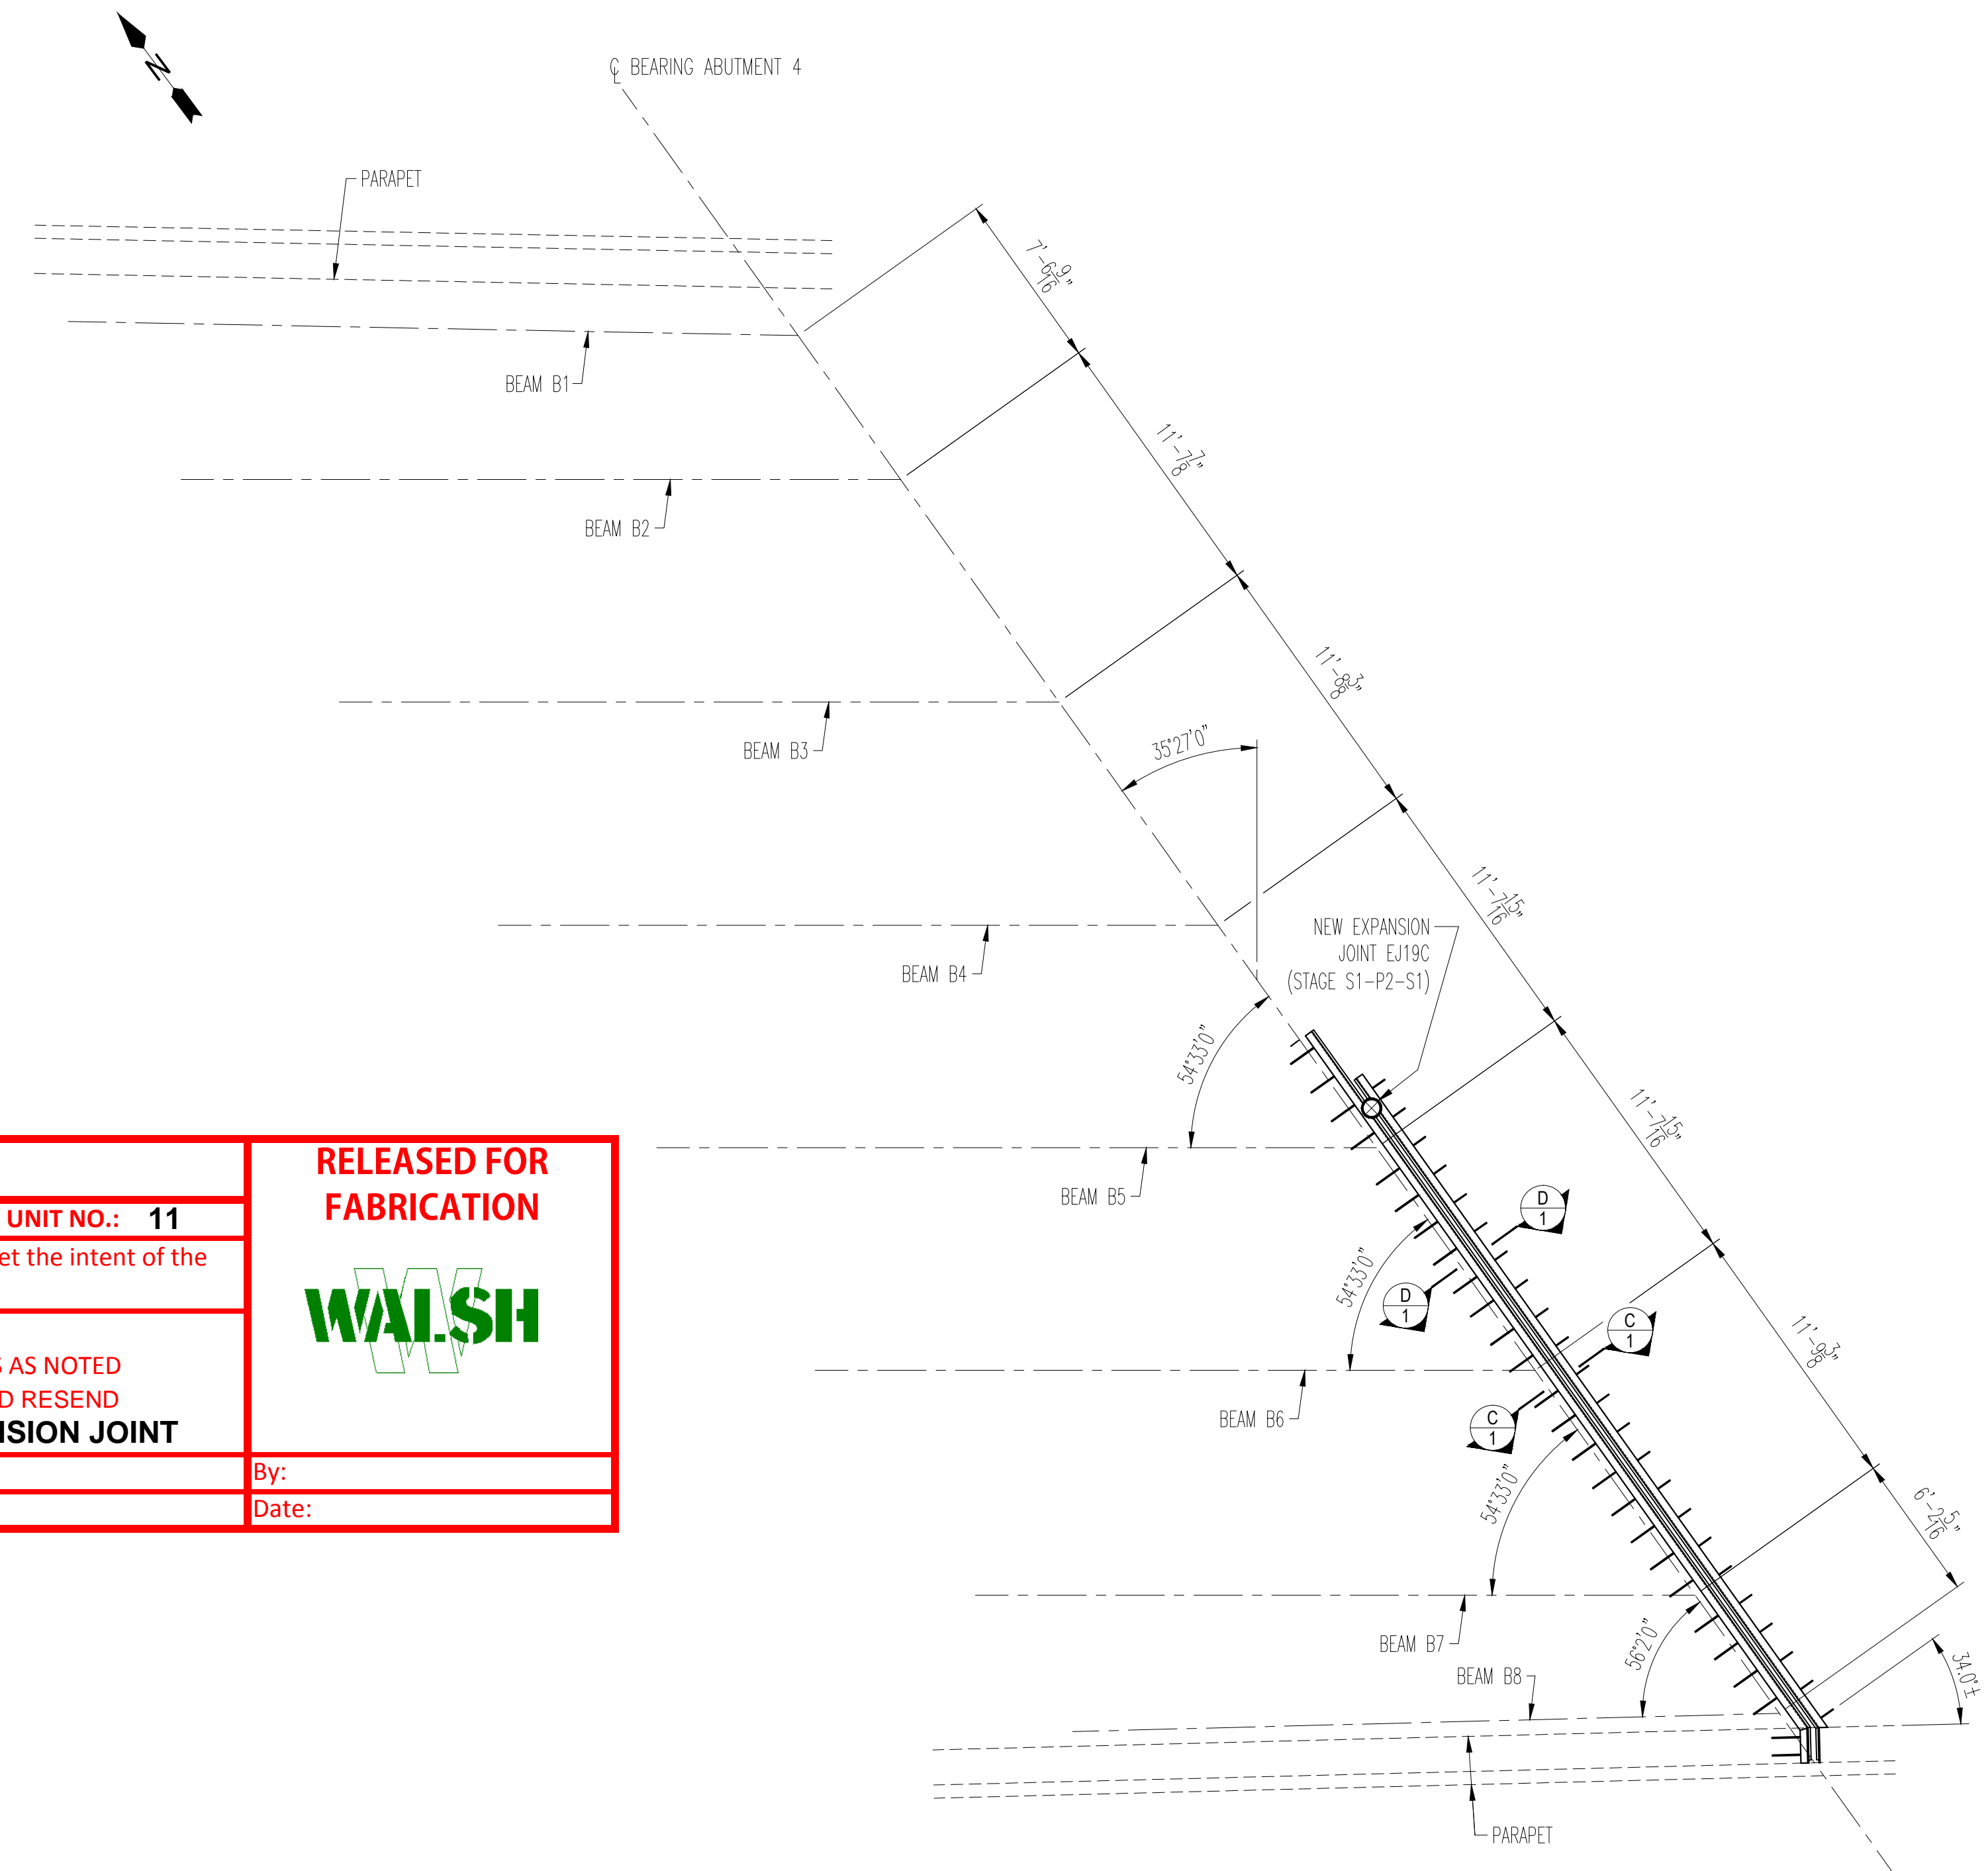 N
℄ BEARING ABUTMENT 4
PARAPET
7'-6 9/16"
BEAM B1
11'-7 7/8"
BEAM B2
11'-8 3/8"
35°27'0"
BEAM B3
11'-7 15/16"
NEW EXPANSION
JOINT EJ19C
(STAGE S1-P2-S1)
BEAM B4
54°33'0"
11'-7 15/16"
BEAM B5
D
1
54°33'0"
D
1
C
1
11'-9 3/8"
BEAM B6
C
1
54°33'0"
6'-2 5/16"
BEAM B7
56°2'0"
BEAM B8
34.0°±
PARAPET
RELEASED FOR
FABRICATION
UNIT NO.: 11
et the intent of the
WALSH
S AS NOTED
D RESEND
SION JOINT
By:
Date: